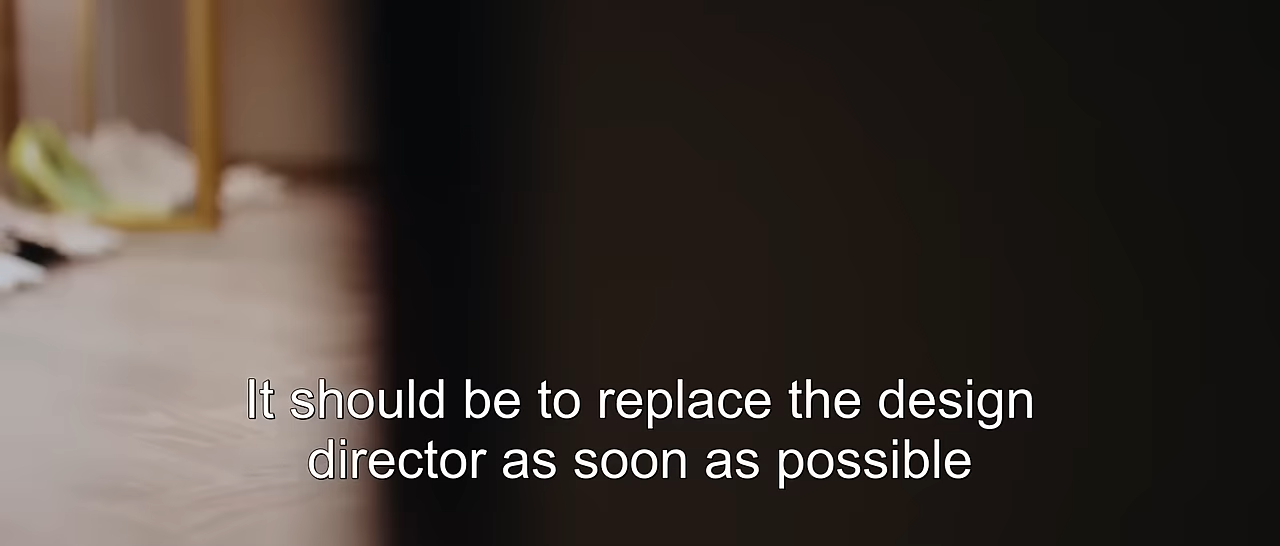 It should be to replace the design
director as soon as possible